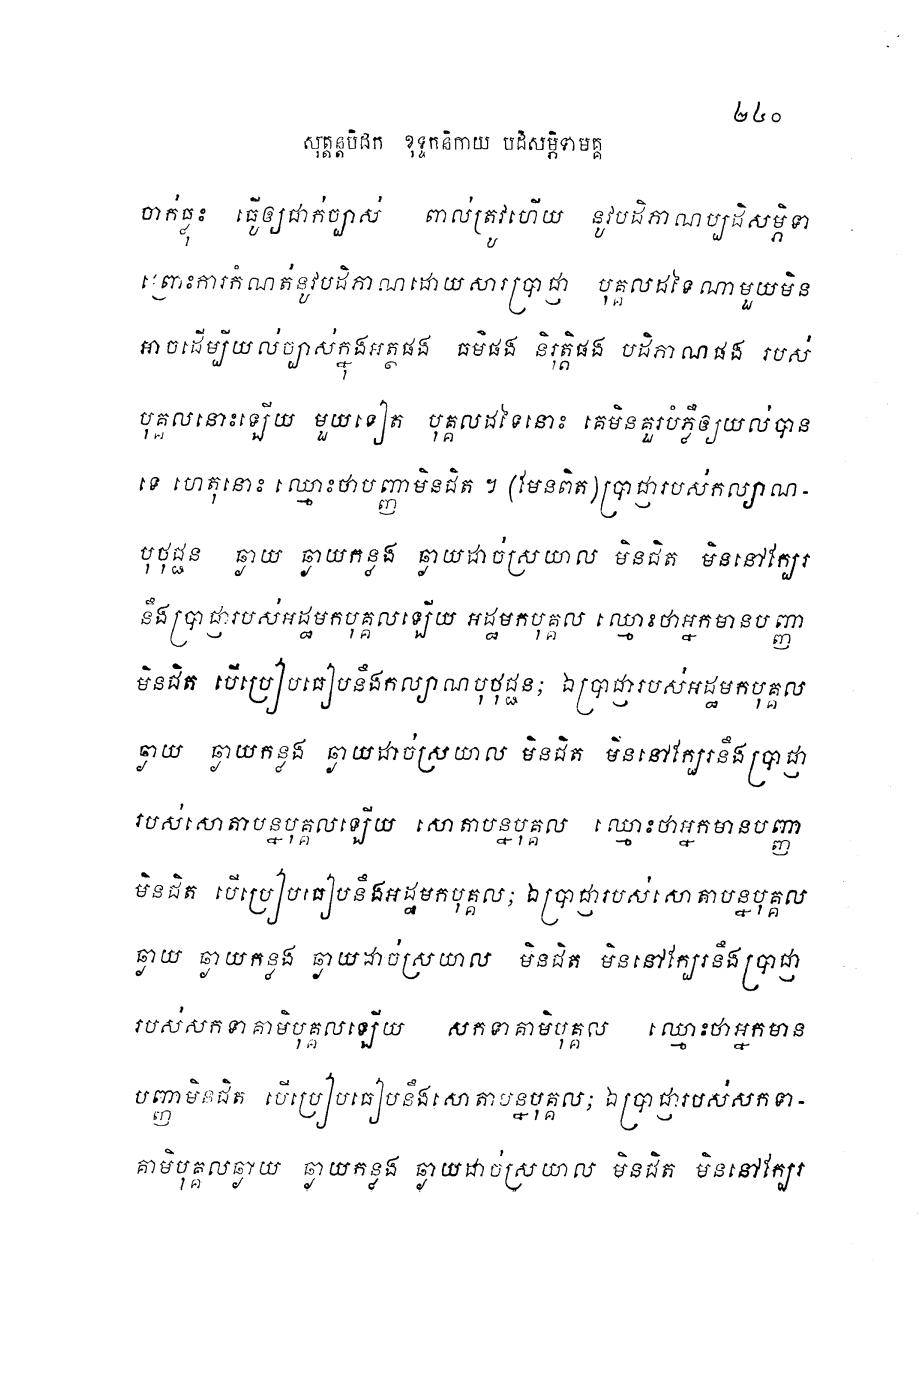 ២៤០
សុត្តន្តបិដក ខុទ្ទកនិកាយ បដិសម្ភិទាមគ្គ
ចាក់ធ្លុះ ធ្វើឲ្យជាក់ច្បាស់ ពាល់ត្រូវហើយ នូវបដិភាណប្បដិសម្ភិទា
ព្រោះការកំណត់នូវបដិភាណដោយសារប្រាជ្ញា បុគ្គលដទៃណាមួយមិន
អាចដើម្បីយល់ច្បាស់ក្នុងអត្ថផង ធម៌ផង និរុត្តិផង បដិភាណផង របស់
បុគ្គលនោះឡើយ មួយទៀត បុគ្គលដទៃនោះ គេមិនគួរបំភ្លឺឲ្យយល់បាន
ទេ ហេតុនោះ ឈ្មោះថាបញ្ញាមិនជិត ។ (មែនពិត)ប្រាជ្ញារបស់កល្យាណ-
បុថុជ្ជន ឆ្ងាយ ឆ្ងាយកន្លង ឆ្ងាយដាច់ស្រយាល មិនជិត មិននៅក្បែរ
នឹងប្រាជ្ញារបស់អដ្ឋមកបុគ្គលឡើយ អដ្ឋមកបុគ្គល ឈ្មោះថាអ្នកមានបញ្ញា
មិនជិត បើប្រៀបធៀបនឹងកល្យាណបុថុជ្ជន; ឯប្រាជ្ញារបស់អដ្ឋមកបុគ្គល
ឆ្ងាយ ឆ្ងាយកន្លង ឆ្ងាយដាច់ស្រយាល មិនជិត មិននៅក្បែរនឹងប្រាជ្ញា
របស់សោតាបន្នបុគ្គលឡើយ សោតាបន្នបុគ្គល ឈ្មោះថាអ្នកមានបញ្ញា
មិនជិត បើប្រៀបធៀបនឹងអដ្ឋមកបុគ្គល; ឯប្រាជ្ញារបស់សោតាបន្នបុគ្គល
ឆ្ងាយ ឆ្ងាយកន្លង ឆ្ងាយដាច់ស្រយាល មិនជិត មិននៅក្បែរនឹងប្រាជ្ញា
របស់សកទាគាមិបុគ្គលឡើយ សកទាគាមិបុគ្គល ឈ្មោះថាអ្នកមាន
បញ្ញាមិនជិត បើប្រៀបធៀបនឹងសោតាបន្នបុគ្គល; ឯប្រាជ្ញារបស់សកទា-
គាមិបុគ្គលឆ្ងាយ ឆ្ងាយកន្លង ឆ្ងាយដាច់ស្រយាល មិនជិត មិននៅក្បែរ